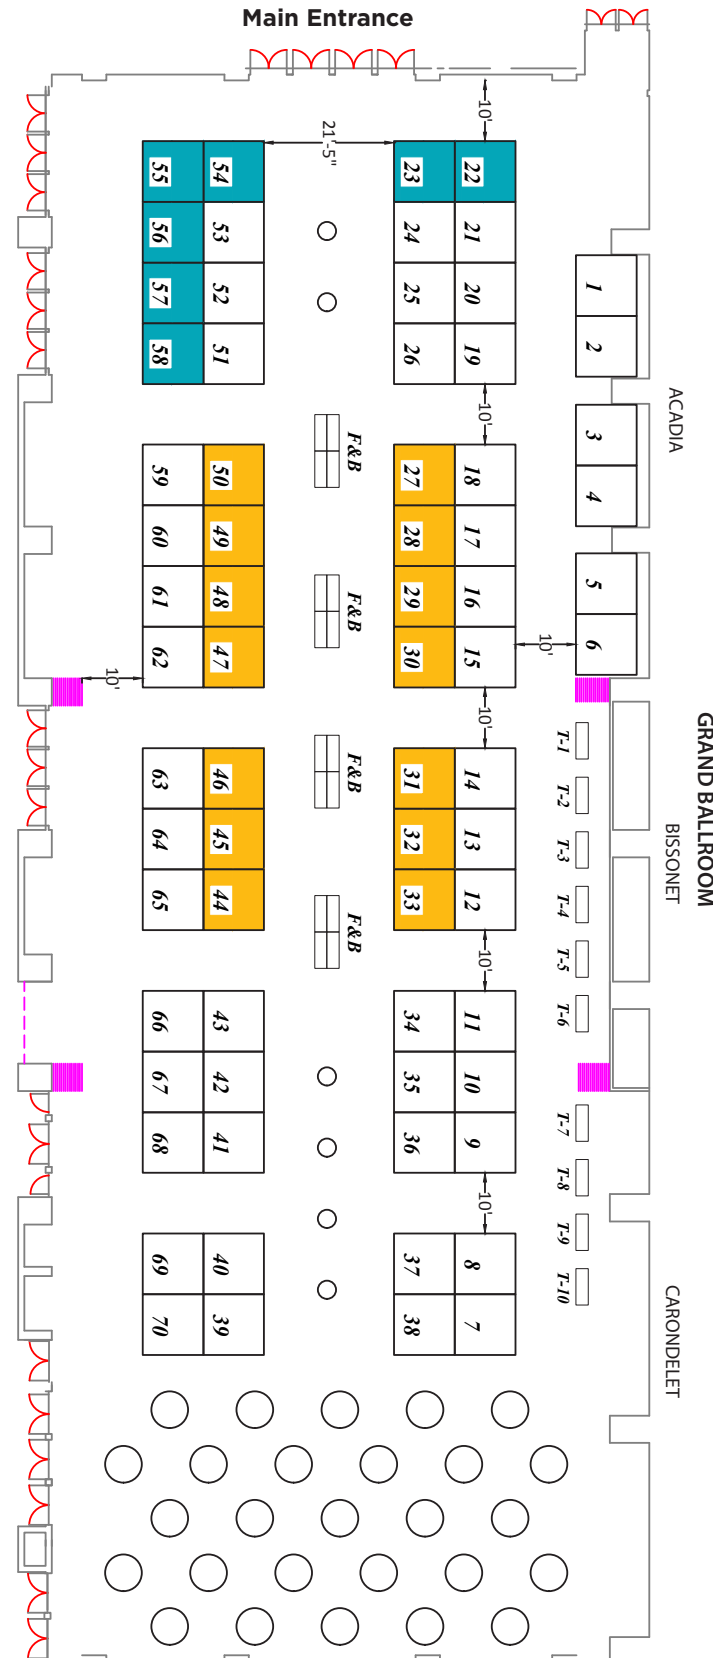 Main Entrance
10'
21'-5"
55 54 23 22
56 53 24 21
57 52 25 20
58 51 26 19
1
2
ACADIA
10'
3
4
F&B
59 50 27 18
60 49 28 17
61 48 29 16
62 47 30 15
5
6
F&B
10'
10'
10'
GRAND BALLROOM
BISSONET
T-1
T-2
T-3
T-4
T-5
T-6
F&B
63 46 31 14
64 45 32 13
65 44 33 12
F&B
10'
66 43 34 11
67 42 35 10
68 41 36 9
T-7
T-8
T-9
T-10
10'
69 40 37 8
70 39 38 7
CARONDELET